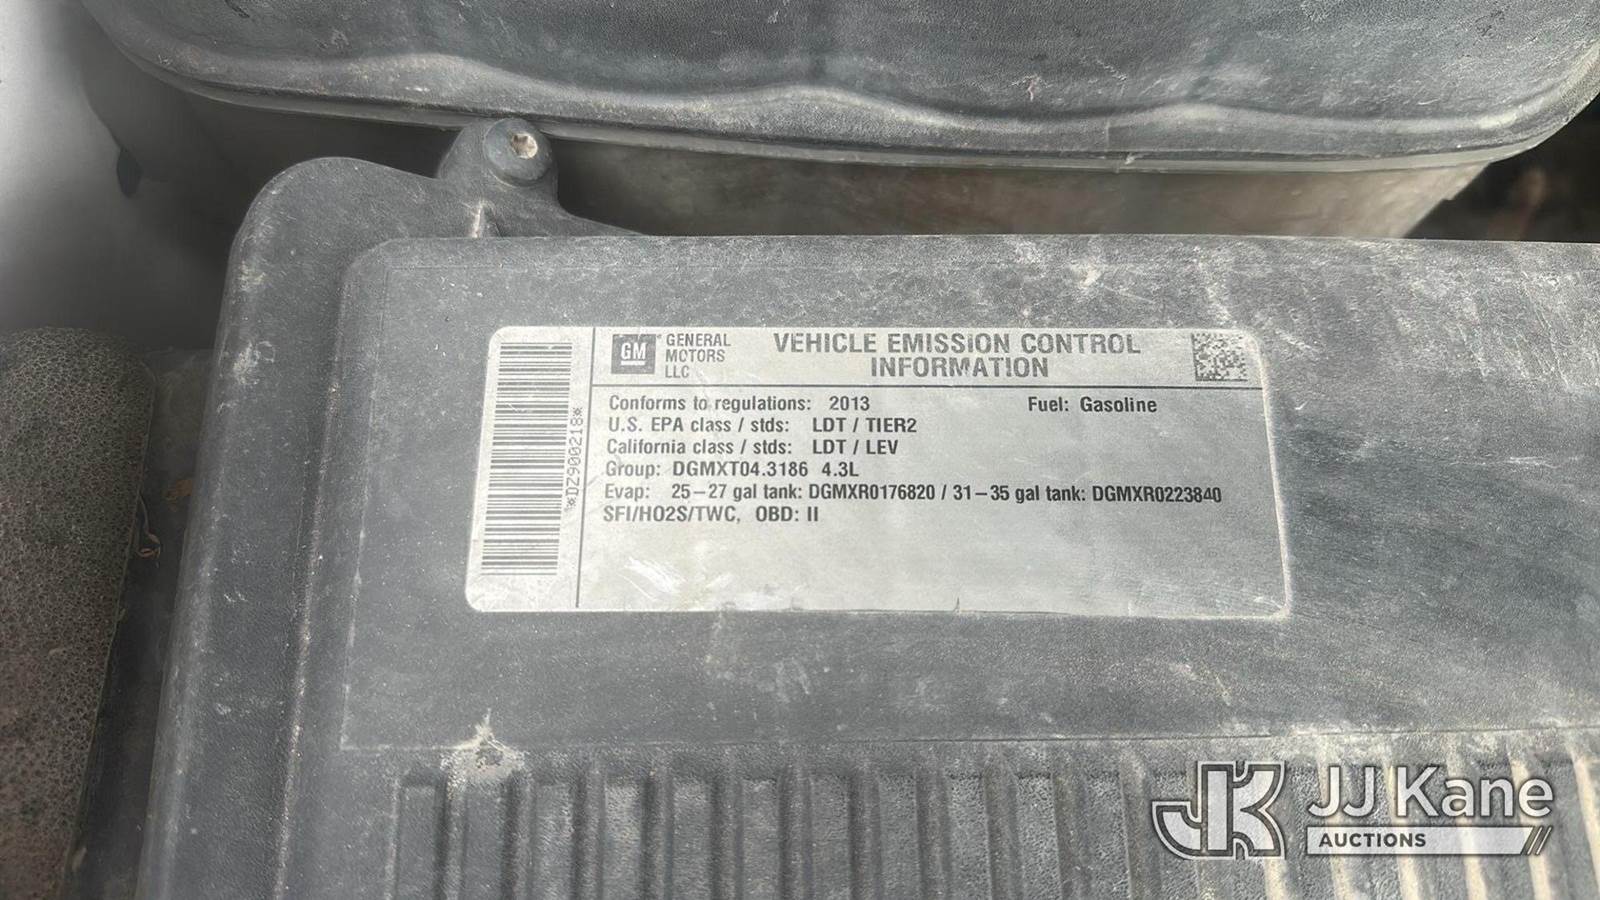 GM
GENERAL
MOTORS
LLC
VEHICLE EMISSION CONTROL
INFORMATION
*DZ900218*
Conforms to regulations: 2013 Fuel: Gasoline
U.S. EPA class / stds: LDT / TIER2
California class / stds: LDT / LEV
Group: DGMXT04.3186 4.3L
Evap: 25–27 gal tank: DGMXR0176820 / 31–35 gal tank: DGMXR0223840
SFI/HO2S/TWC, OBD: II
JK JJ Kane
AUCTIONS